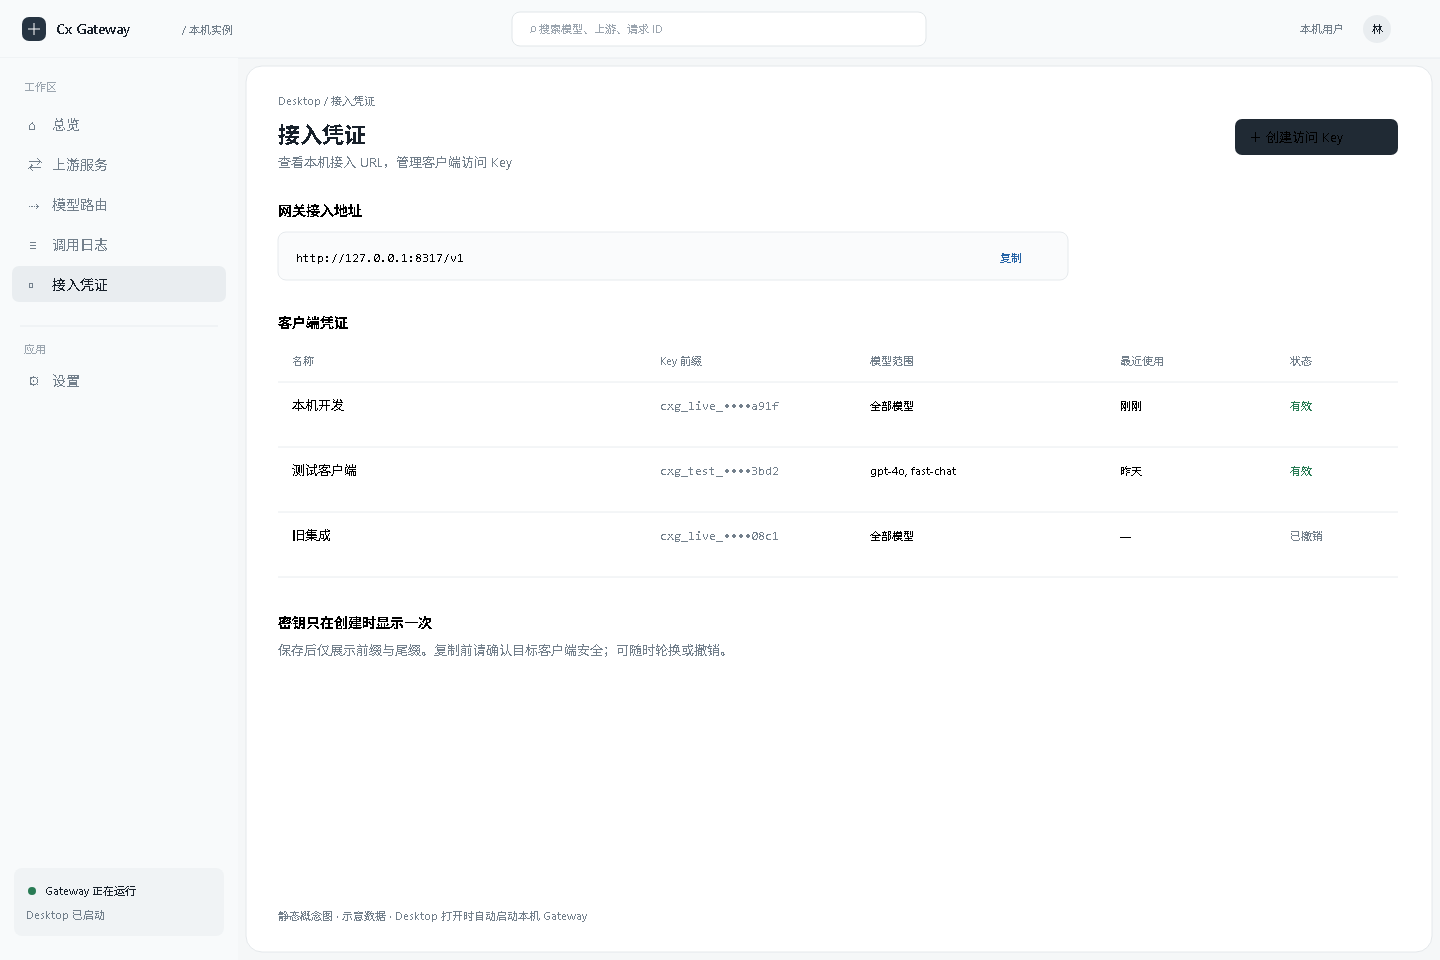 Cx Gateway / 本机实例
搜索模型、上游、请求 ID
本机用户 林
工作区
总览
上游服务
模型路由
调用日志
接入凭证
应用
设置
Gateway 正在运行
Desktop 已启动
Desktop / 接入凭证
接入凭证
查看本机接入 URL，管理客户端访问 Key
＋ 创建访问 Key
网关接入地址
http://127.0.0.1:8317/v1 复制
客户端凭证
名称 Key 前缀 模型范围 最近使用 状态
本机开发 cxg_live_••••a91f 全部模型 刚刚 有效
测试客户端 cxg_test_••••3bd2 gpt-4o, fast-chat 昨天 有效
旧集成 cxg_live_••••08c1 全部模型 — 已撤销
密钥只在创建时显示一次
保存后仅展示前缀与尾缀。复制前请确认目标客户端安全；可随时轮换或撤销。
静态概念图 · 示意数据 · Desktop 打开时自动启动本机 Gateway